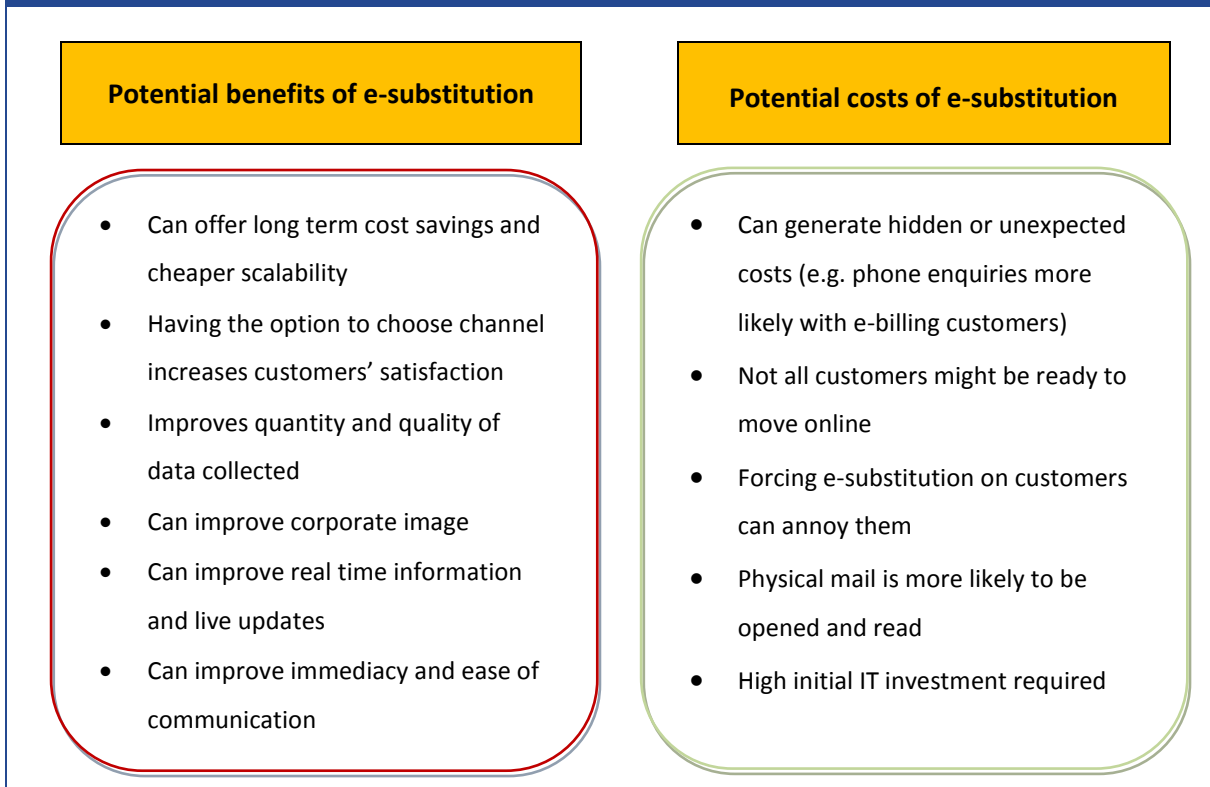 Potential benefits of e-substitution
• Can offer long term cost savings and
cheaper scalability
• Having the option to choose channel
increases customers’ satisfaction
• Improves quantity and quality of
data collected
• Can improve corporate image
• Can improve real time information
and live updates
• Can improve immediacy and ease of
communication
Potential costs of e-substitution
• Can generate hidden or unexpected
costs (e.g. phone enquiries more
likely with e-billing customers)
• Not all customers might be ready to
move online
• Forcing e-substitution on customers
can annoy them
• Physical mail is more likely to be
opened and read
• High initial IT investment required